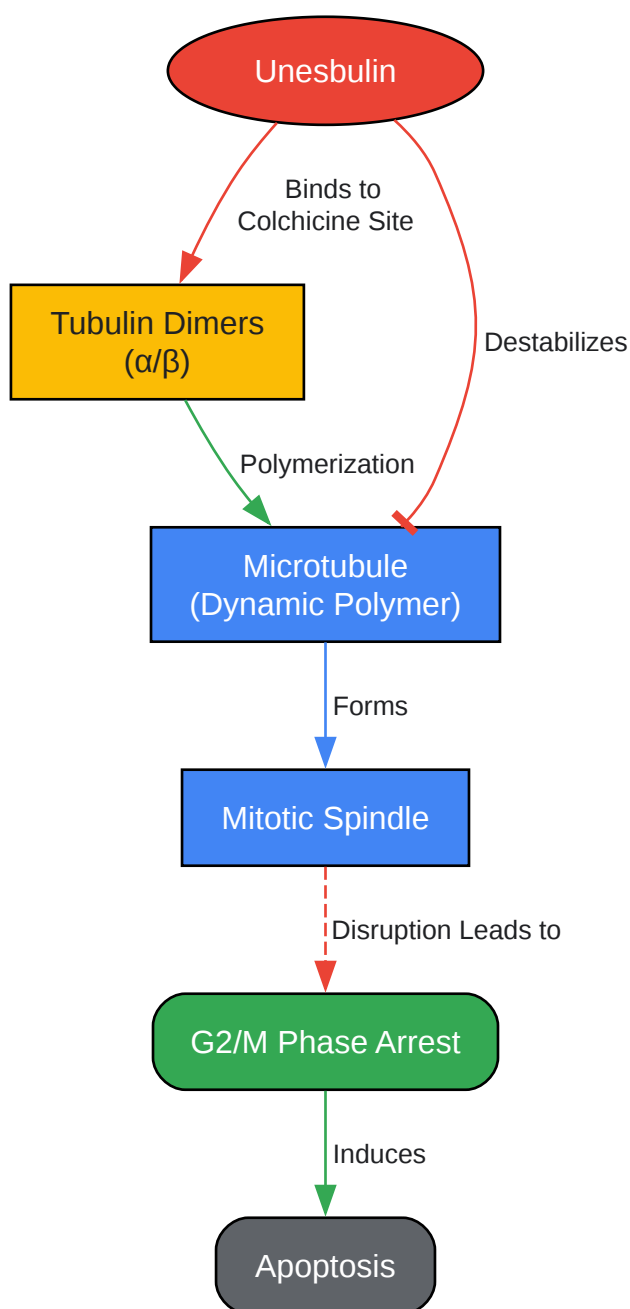 Unesbulin
Binds to
Colchicine Site
Tubulin Dimers
(α/β)
Destabilizes
Polymerization
Microtubule
(Dynamic Polymer)
Forms
Mitotic Spindle
Disruption Leads to
G2/M Phase Arrest
Induces
Apoptosis